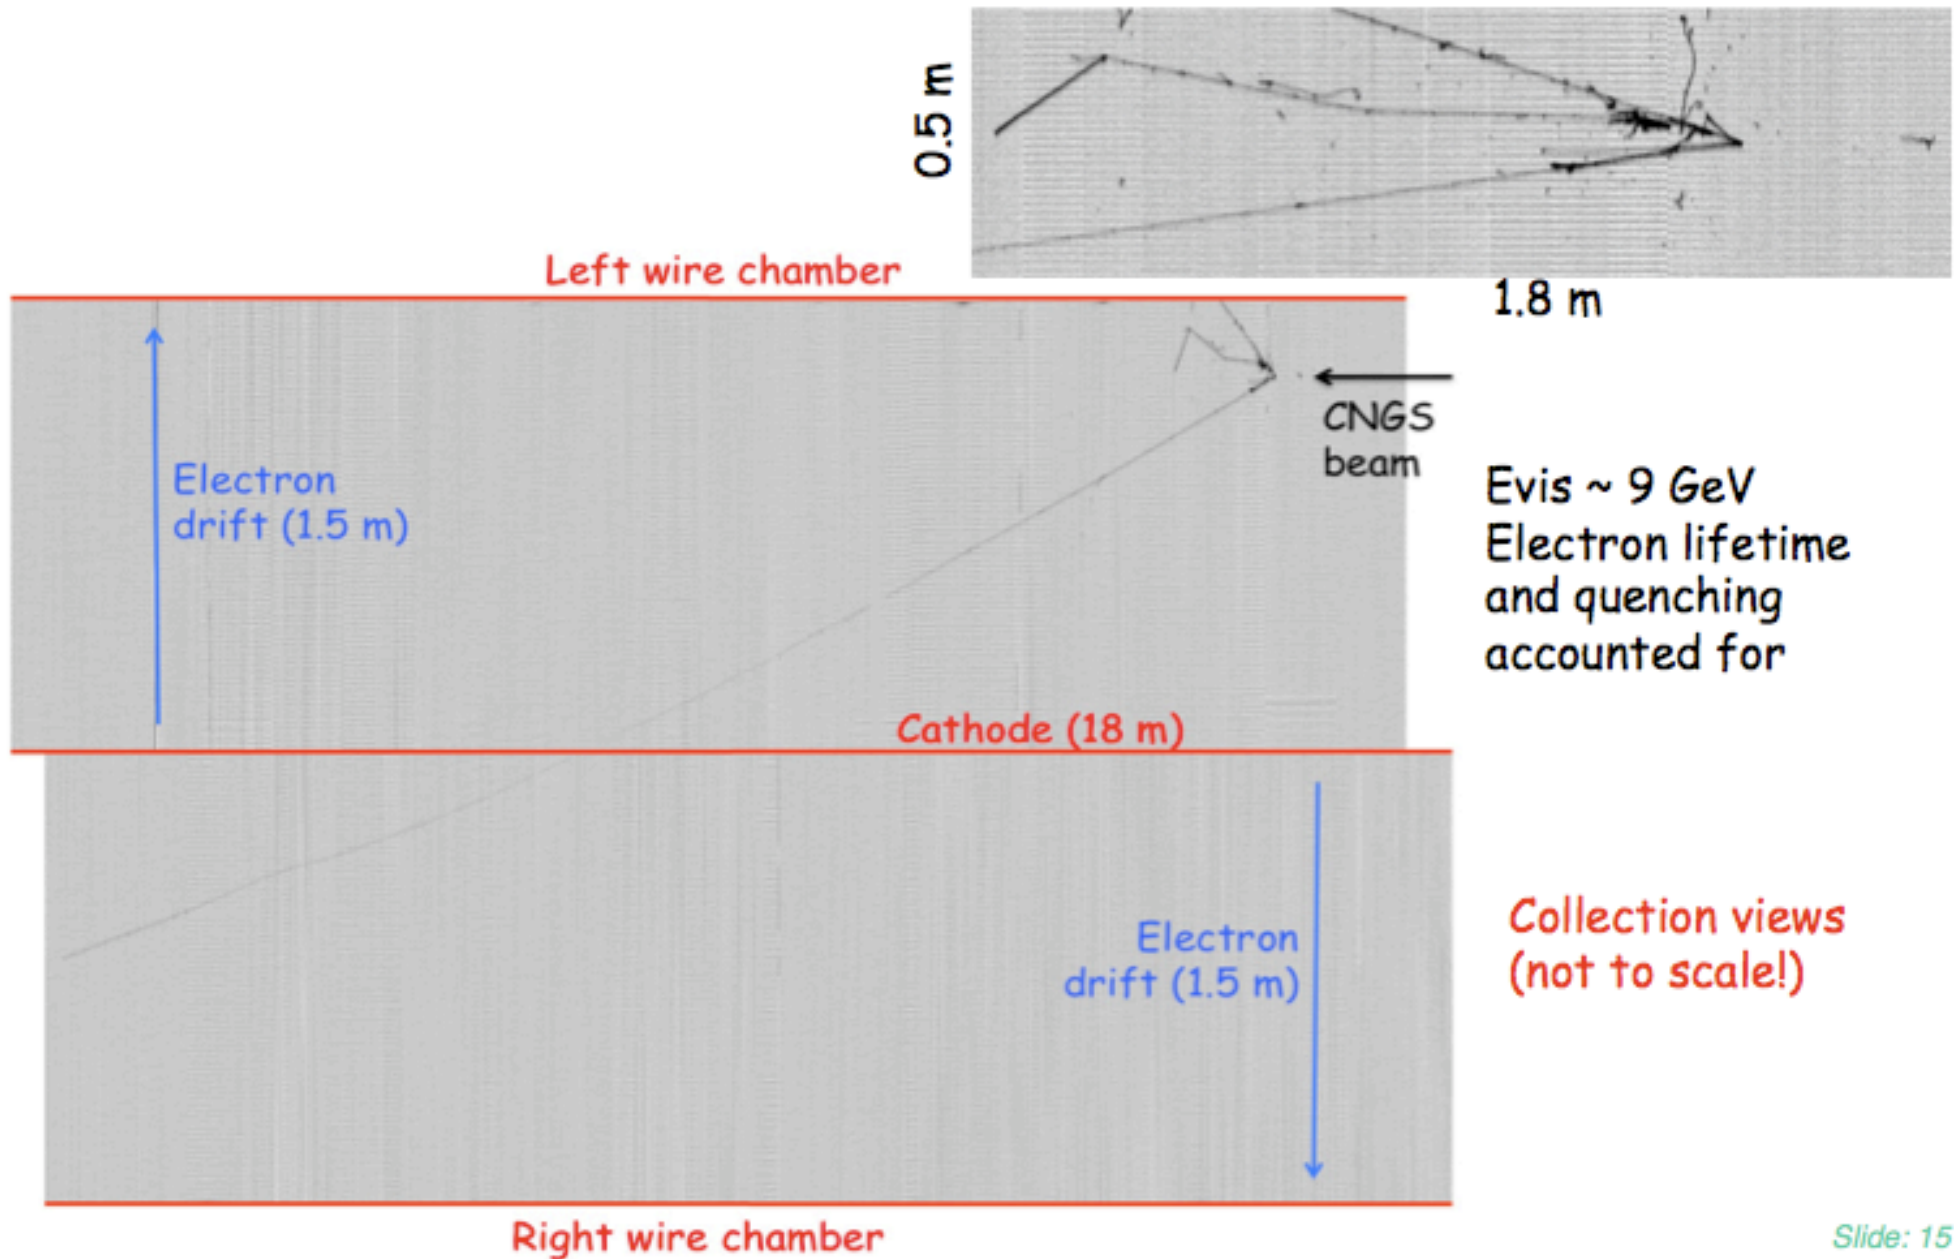 0.5 m
1.8 m
Left wire chamber
CNGS
beam
Electron
drift (1.5 m)
Evis ~ 9 GeV
Electron lifetime
and quenching
accounted for
Cathode (18 m)
Electron
drift (1.5 m)
Collection views
(not to scale!)
Right wire chamber
Slide: 15